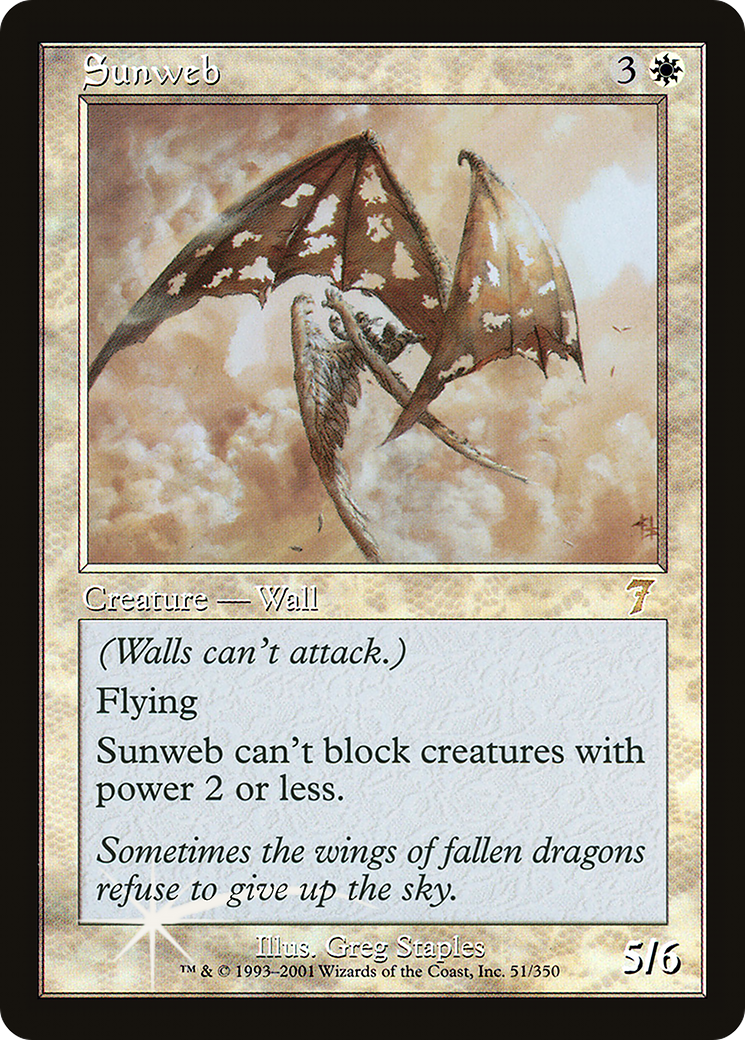 Sunweb 3
Creature — Wall 7
(Walls can't attack.)
Flying
Sunweb can't block creatures with
power 2 or less.
Sometimes the wings of fallen dragons
refuse to give up the sky.
Illus. Greg Staples
™ & © 1993–2001 Wizards of the Coast, Inc. 51/350
5/6